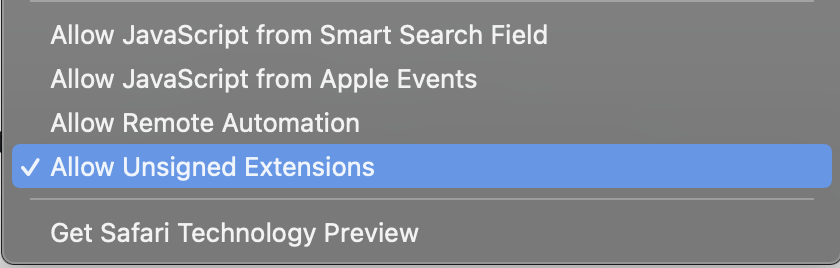 Allow JavaScript from Smart Search Field
Allow JavaScript from Apple Events
Allow Remote Automation
✓ Allow Unsigned Extensions
Get Safari Technology Preview